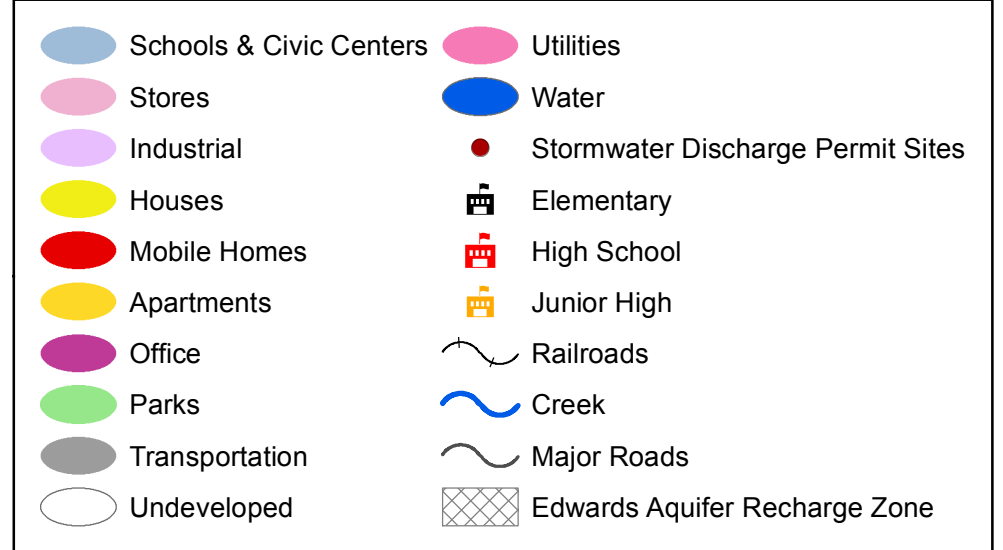 Schools & Civic Centers
Stores
Industrial
Houses
Mobile Homes
Apartments
Office
Parks
Transportation
Undeveloped
Utilities
Water
Stormwater Discharge Permit Sites
Elementary
High School
Junior High
Railroads
Creek
Major Roads
Edwards Aquifer Recharge Zone